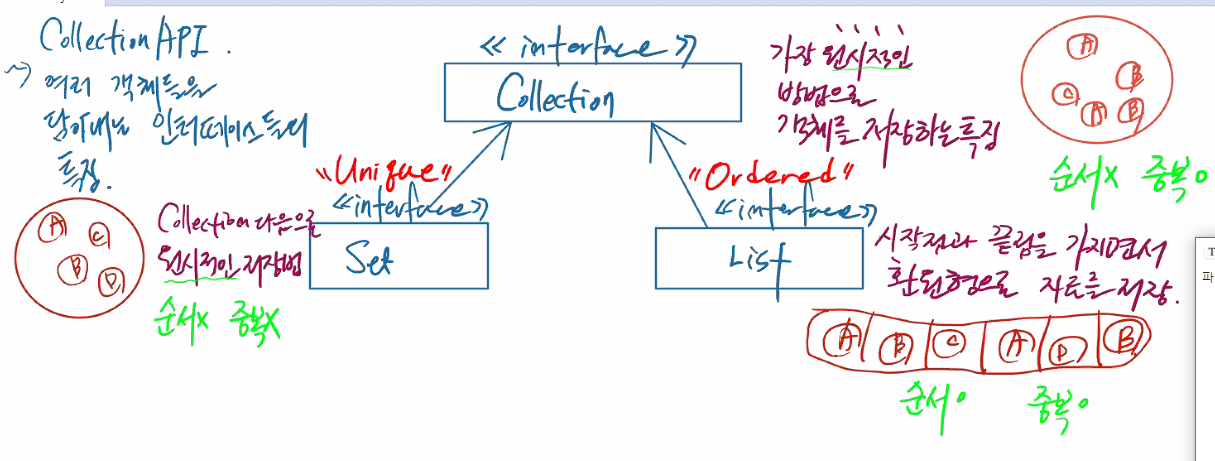 Collection API.
~> 여러 객체들을
담아내는 인터페이스들의
특징.
<< interface >>
Collection
가장 원시적인
방법으로
객체를 저장하는 특징
A
B
C
A
B
순서x 중복o
"Unique"
<<interface>>
Set
Collection 다음으로
원시적인 저장법
순서x 중복x
A
C
B
D
"Ordered"
<<interface>>
List
시작점과 끝점을 가지면서
자료를 저장.
A B C A D B
순서o 중복o
T
파